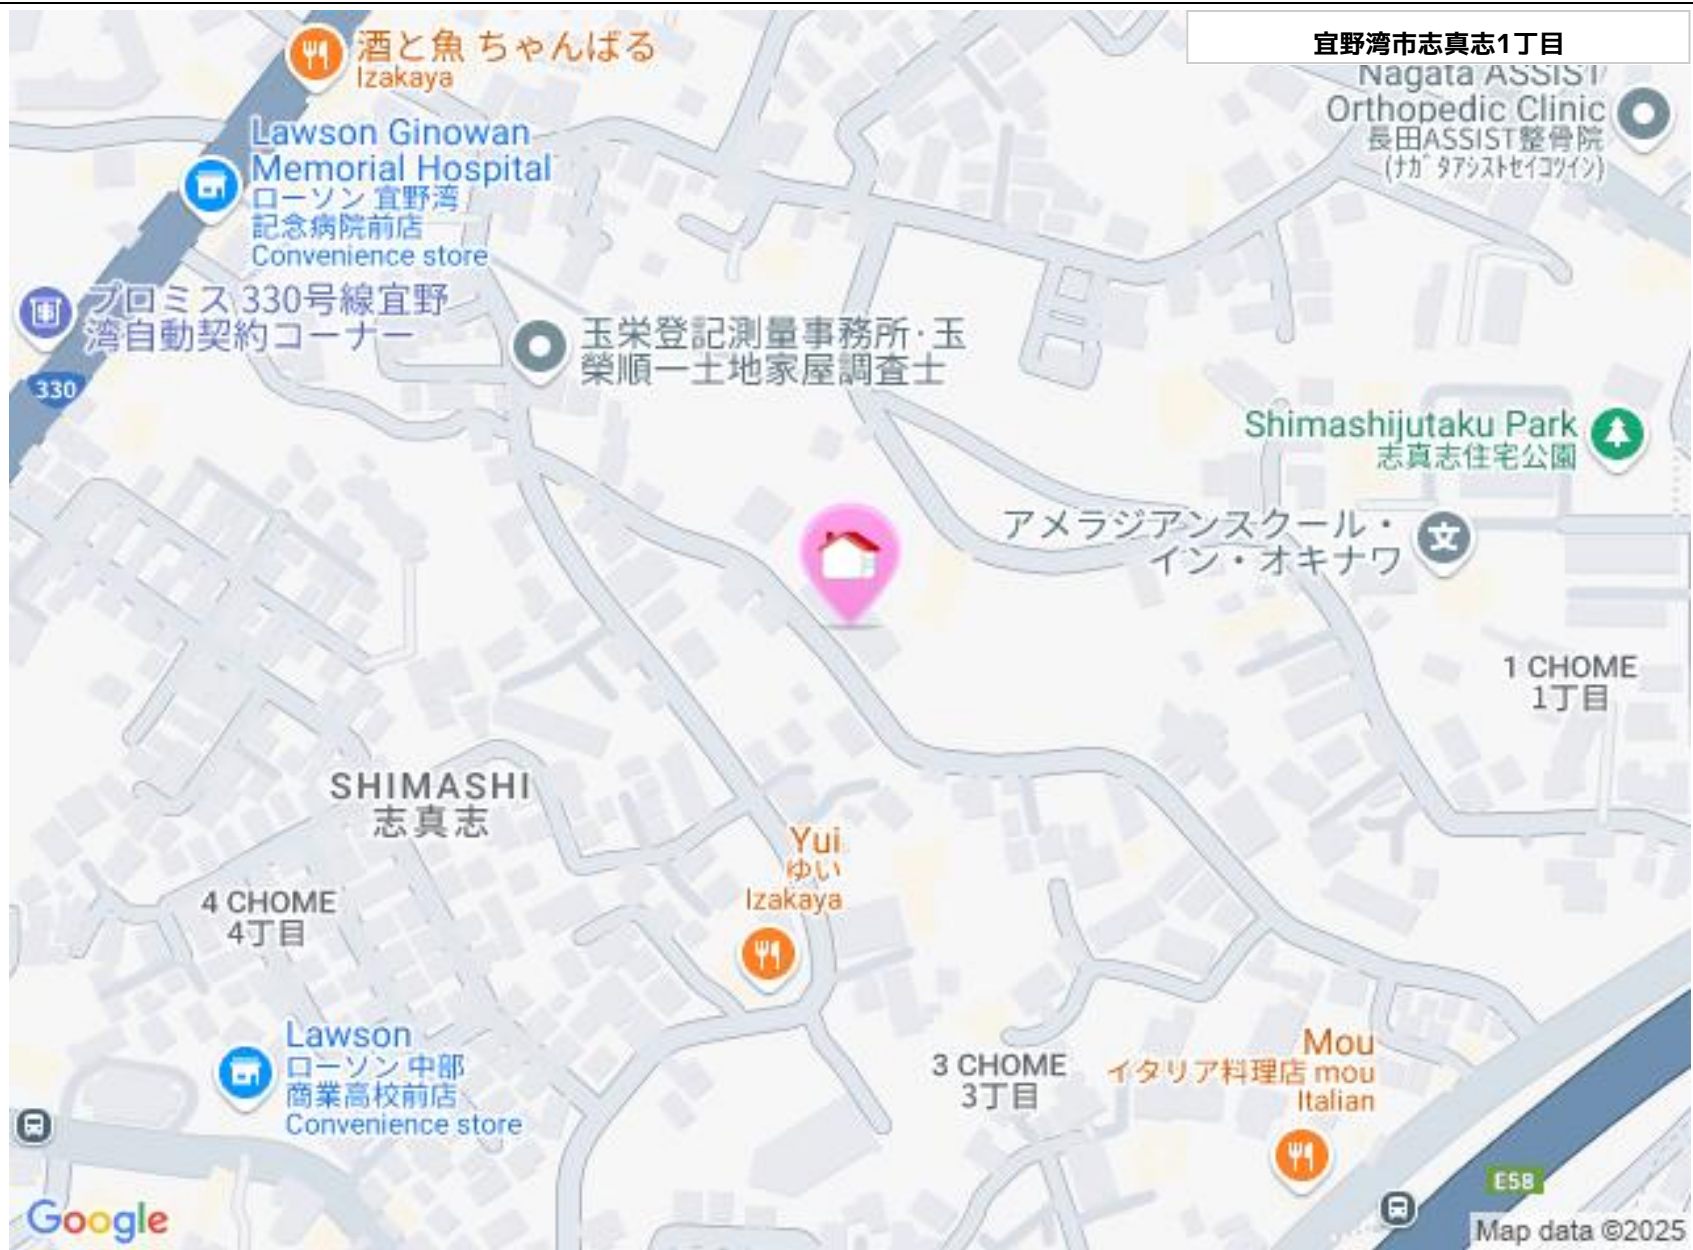 宜野湾市志真志1丁目
酒と魚 ちゃんばる
Izakaya
Nagata ASSIST
Orthopedic Clinic
長田ASSIST整骨院
(ナガタアシストセイコツイン)
Lawson Ginowan
Memorial Hospital
ローソン 宜野湾
記念病院前店
Convenience store
プロミス 330号線宜野
湾自動契約コーナー
330
玉栄登記測量事務所・玉
榮順一土地家屋調査士
Shimashijutaku Park
志真志住宅公園
アメラジアンスクール・
イン・オキナワ
文
1 CHOME
1丁目
SHIMASHI
志真志
Yui
ゆい
Izakaya
4 CHOME
4丁目
Lawson
ローソン 中部
商業高校前店
Convenience store
3 CHOME
3丁目
Mou
イタリア料理店 mou
Italian
E58
Google
Map data ©2025